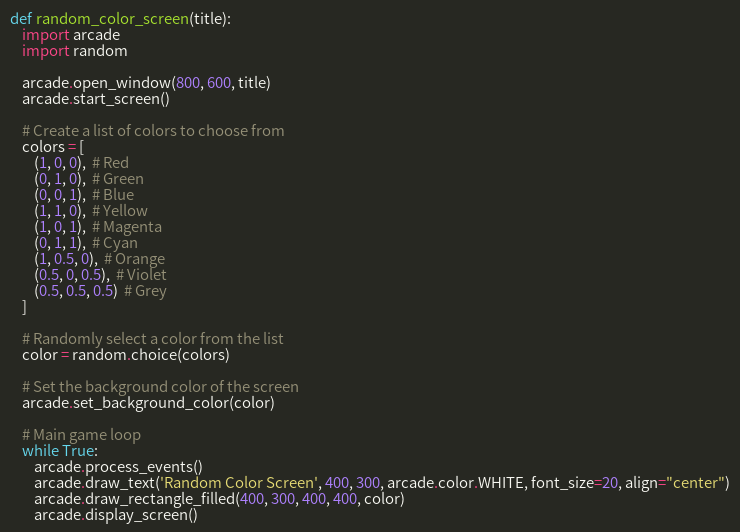 def random_color_screen(title):
    import arcade
    import random

    arcade.open_window(800, 600, title)
    arcade.start_screen()

    # Create a list of colors to choose from
    colors = [
        (1, 0, 0),  # Red
        (0, 1, 0),  # Green
        (0, 0, 1),  # Blue
        (1, 1, 0),  # Yellow
        (1, 0, 1),  # Magenta
        (0, 1, 1),  # Cyan
        (1, 0.5, 0),  # Orange
        (0.5, 0, 0.5),  # Violet
        (0.5, 0.5, 0.5)  # Grey
    ]

    # Randomly select a color from the list
    color = random.choice(colors)

    # Set the background color of the screen
    arcade.set_background_color(color)

    # Main game loop
    while True:
        arcade.process_events()
        arcade.draw_text('Random Color Screen', 400, 300, arcade.color.WHITE, font_size=20, align="center")
        arcade.draw_rectangle_filled(400, 300, 400, 400, color)
        arcade.display_screen()